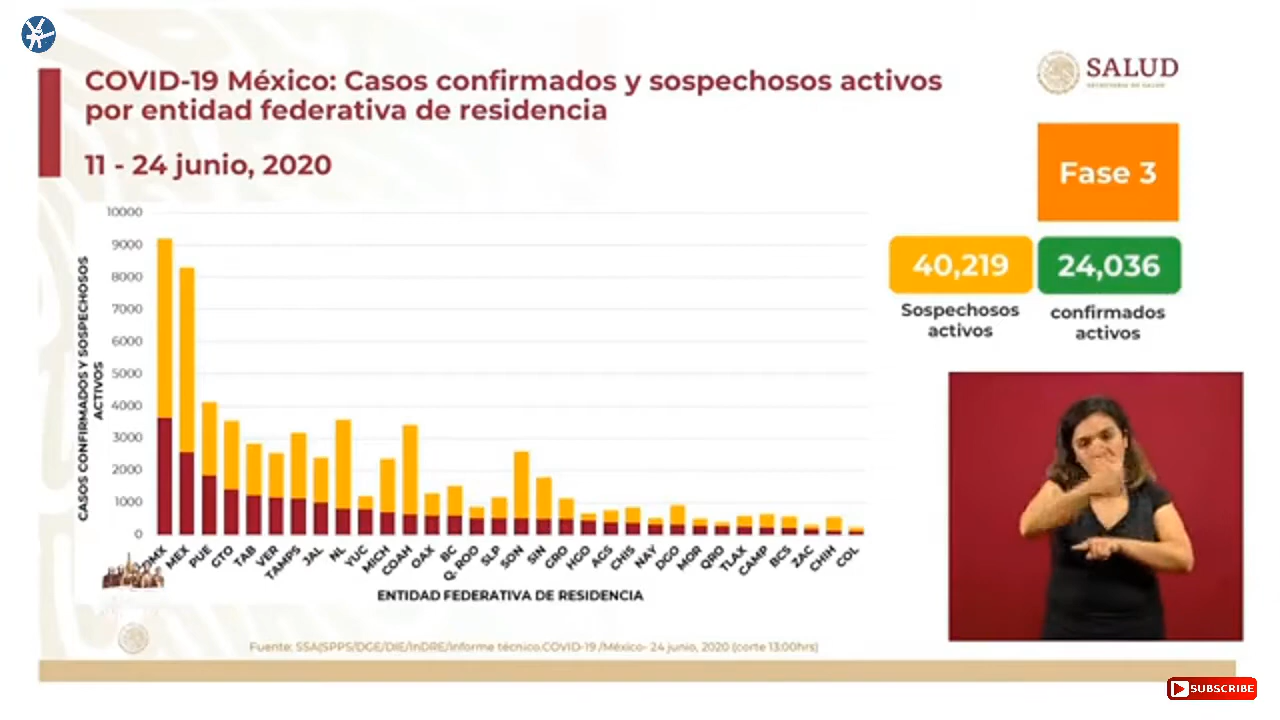 COVID-19 México: Casos confirmados y sospechosos activos
por entidad federativa de residencia
11 - 24 junio, 2020
SALUD
SECRETARÍA DE SALUD
Fase 3
40,219
Sospechosos
activos
24,036
confirmados
activos
CASOS CONFIRMADOS Y SOSPECHOSOS
ACTIVOS
10000
9000
8000
7000
6000
5000
4000
3000
2000
1000
0
CDMX MEX PUE GTO TAB VER TAMPS JAL NL YUC MICH COAH OAX BC Q. ROO SLP SON SIN GRO HGO AGS CHIS NAY DGO MOR QRO TLAX CAMP BCS ZAC CHIH COL
ENTIDAD FEDERATIVA DE RESIDENCIA
Fuente: SSA(SPPS/DGE/DIE/InDRE/Informe técnico.COVID-19 /México- 24 junio, 2020 (corte 13:00hrs)
SUBSCRIBE